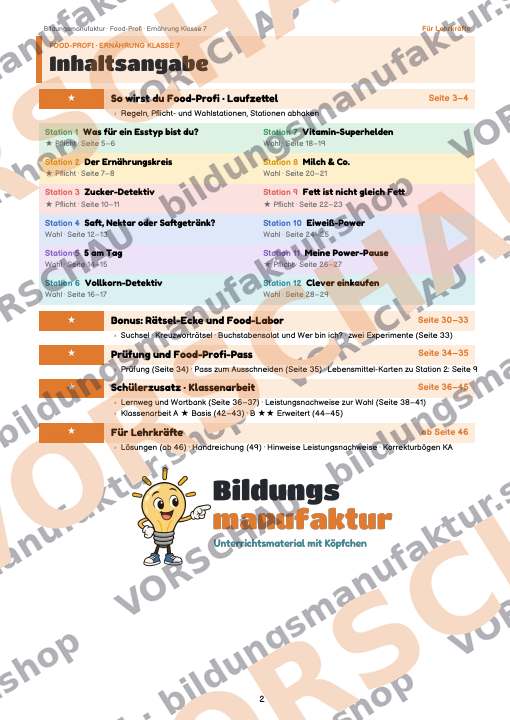 Bildungsmanufaktur · Food-Profi · Ernährung Klasse 7
Für Lehrkräfte
FOOD-PROFI · ERNÄHRUNG KLASSE 7
Inhaltsangabe
★ So wirst du Food-Profi · Laufzettel Seite 3–4
◦ Regeln, Pflicht- und Wahlstationen, Stationen abhaken
Station 1 Was für ein Esstyp bist du?
★ Pflicht · Seite 5–6
Station 7 Vitamin-Superhelden
Wahl · Seite 18–19
Station 2 Der Ernährungskreis
★ Pflicht · Seite 7–8
Station 8 Milch & Co.
Wahl · Seite 20–21
Station 3 Zucker-Detektiv
★ Pflicht · Seite 10–11
Station 9 Fett ist nicht gleich Fett
★ Pflicht · Seite 22–23
Station 4 Saft, Nektar oder Saftgetränk?
Wahl · Seite 12–13
Station 10 Eiweiß-Power
Wahl · Seite 24–25
Station 5 5 am Tag
Wahl · Seite 14–15
Station 11 Meine Power-Pause
★ Pflicht · Seite 26–27
Station 6 Vollkorn-Detektiv
Wahl · Seite 16–17
Station 12 Clever einkaufen
Wahl · Seite 28–29
★ Bonus: Rätsel-Ecke und Food-Labor Seite 30–33
◦ Suchsel · Kreuzworträtsel · Buchstabensalat und Wer bin ich? · zwei Experimente (Seite 33)
★ Prüfung und Food-Profi-Pass Seite 34–35
◦ Prüfung (Seite 34) · Pass zum Ausschneiden (Seite 35) · Lebensmittel-Karten zu Station 2: Seite 9
★ Schülerzusatz · Klassenarbeit Seite 36–45
◦ Lernweg und Wortbank (Seite 36–37) · Leistungsnachweise zur Wahl (Seite 38–41)
◦ Klassenarbeit A ★ Basis (42–43) · B ★★ Erweitert (44–45)
★ Für Lehrkräfte ab Seite 46
◦ Lösungen (ab 46) · Handreichung (49) · Hinweise Leistungsnachweise · Korrekturbögen KA
Bildungs
manufaktur
Unterrichtsmaterial mit Köpfchen
2
VORSCHAU · bildungsmanufaktur.shop